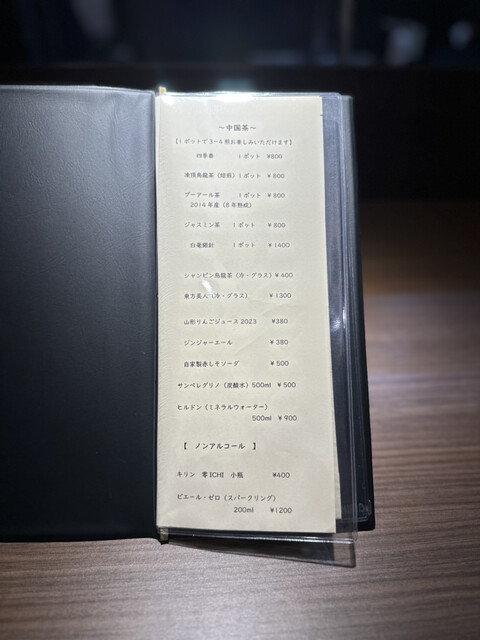 ～中国茶～
【1ポットで3～4煎お楽しみいただけます】
四季春 1ポット ¥800
凍頂烏龍茶（焙煎）1ポット ¥800
プーアール茶 1ポット ¥800
2014年産（8年熟成）
ジャスミン茶 1ポット ¥800
白毫銀針 1ポット ¥1400
シャンピン烏龍茶（冷・グラス）¥400
東方美人（冷・グラス） ¥1300
山形りんごジュース2023 ¥380
ジンジャーエール ¥380
自家製赤しそソーダ ¥500
サンペレグリノ（炭酸水）500ml ¥500
ヒルドン（ミネラルウォーター）
500ml ¥900
【 ノンアルコール 】
キリン 零ICHI 小瓶 ¥400
ピエール・ゼロ（スパークリング）
200ml ¥1200